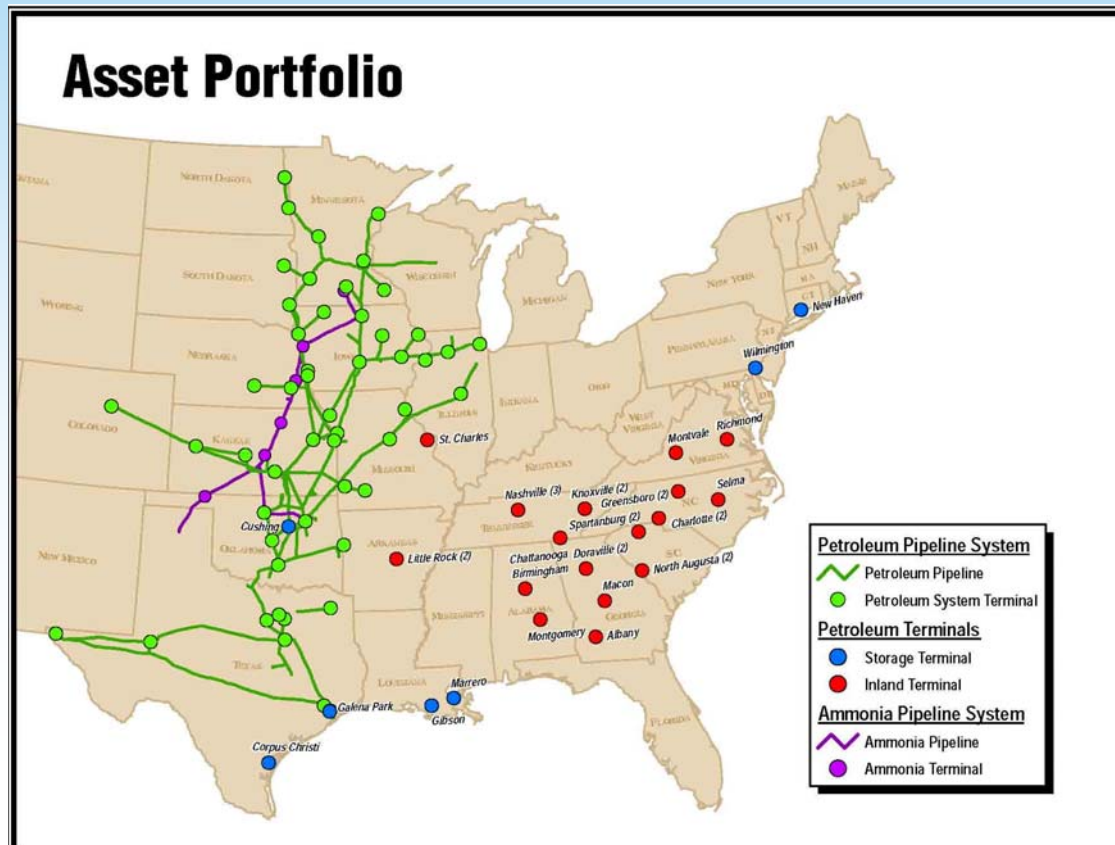 Asset Portfolio
NORTH DAKOTA
MINNESOTA
MAINE
VT
NH
SOUTH DAKOTA
WISCONSIN
NEW YORK
MA
WYOMING
MICHIGAN
CT
New Haven
NEBRASKA
IOWA
PENNSYLVANIA
NJ
Wilmington
OHIO
MD
DE
ILLINOIS
INDIANA
COLORADO
KANSAS
WEST
VIRGINIA
St. Charles
Montvale
Richmond
MISSOURI
KENTUCKY
VIRGINIA
Nashville (3)
Knoxville (2)
Greensboro (2)
Selma
NC
TENNESSEE
Spartanburg (2)
Charlotte (2)
Cushing
OKLAHOMA
ARKANSAS
Little Rock (2)
Chattanooga
Doraville (2)
SC
North Augusta (2)
NEW MEXICO
Birmingham
Macon
MISSISSIPPI
ALABAMA
GEORGIA
Montgomery
Albany
TEXAS
LOUISIANA
Marrero
Galena Park
Gibson
FLORIDA
Corpus Christi
Petroleum Pipeline System
Petroleum Pipeline
Petroleum System Terminal
Petroleum Terminals
Storage Terminal
Inland Terminal
Ammonia Pipeline System
Ammonia Pipeline
Ammonia Terminal